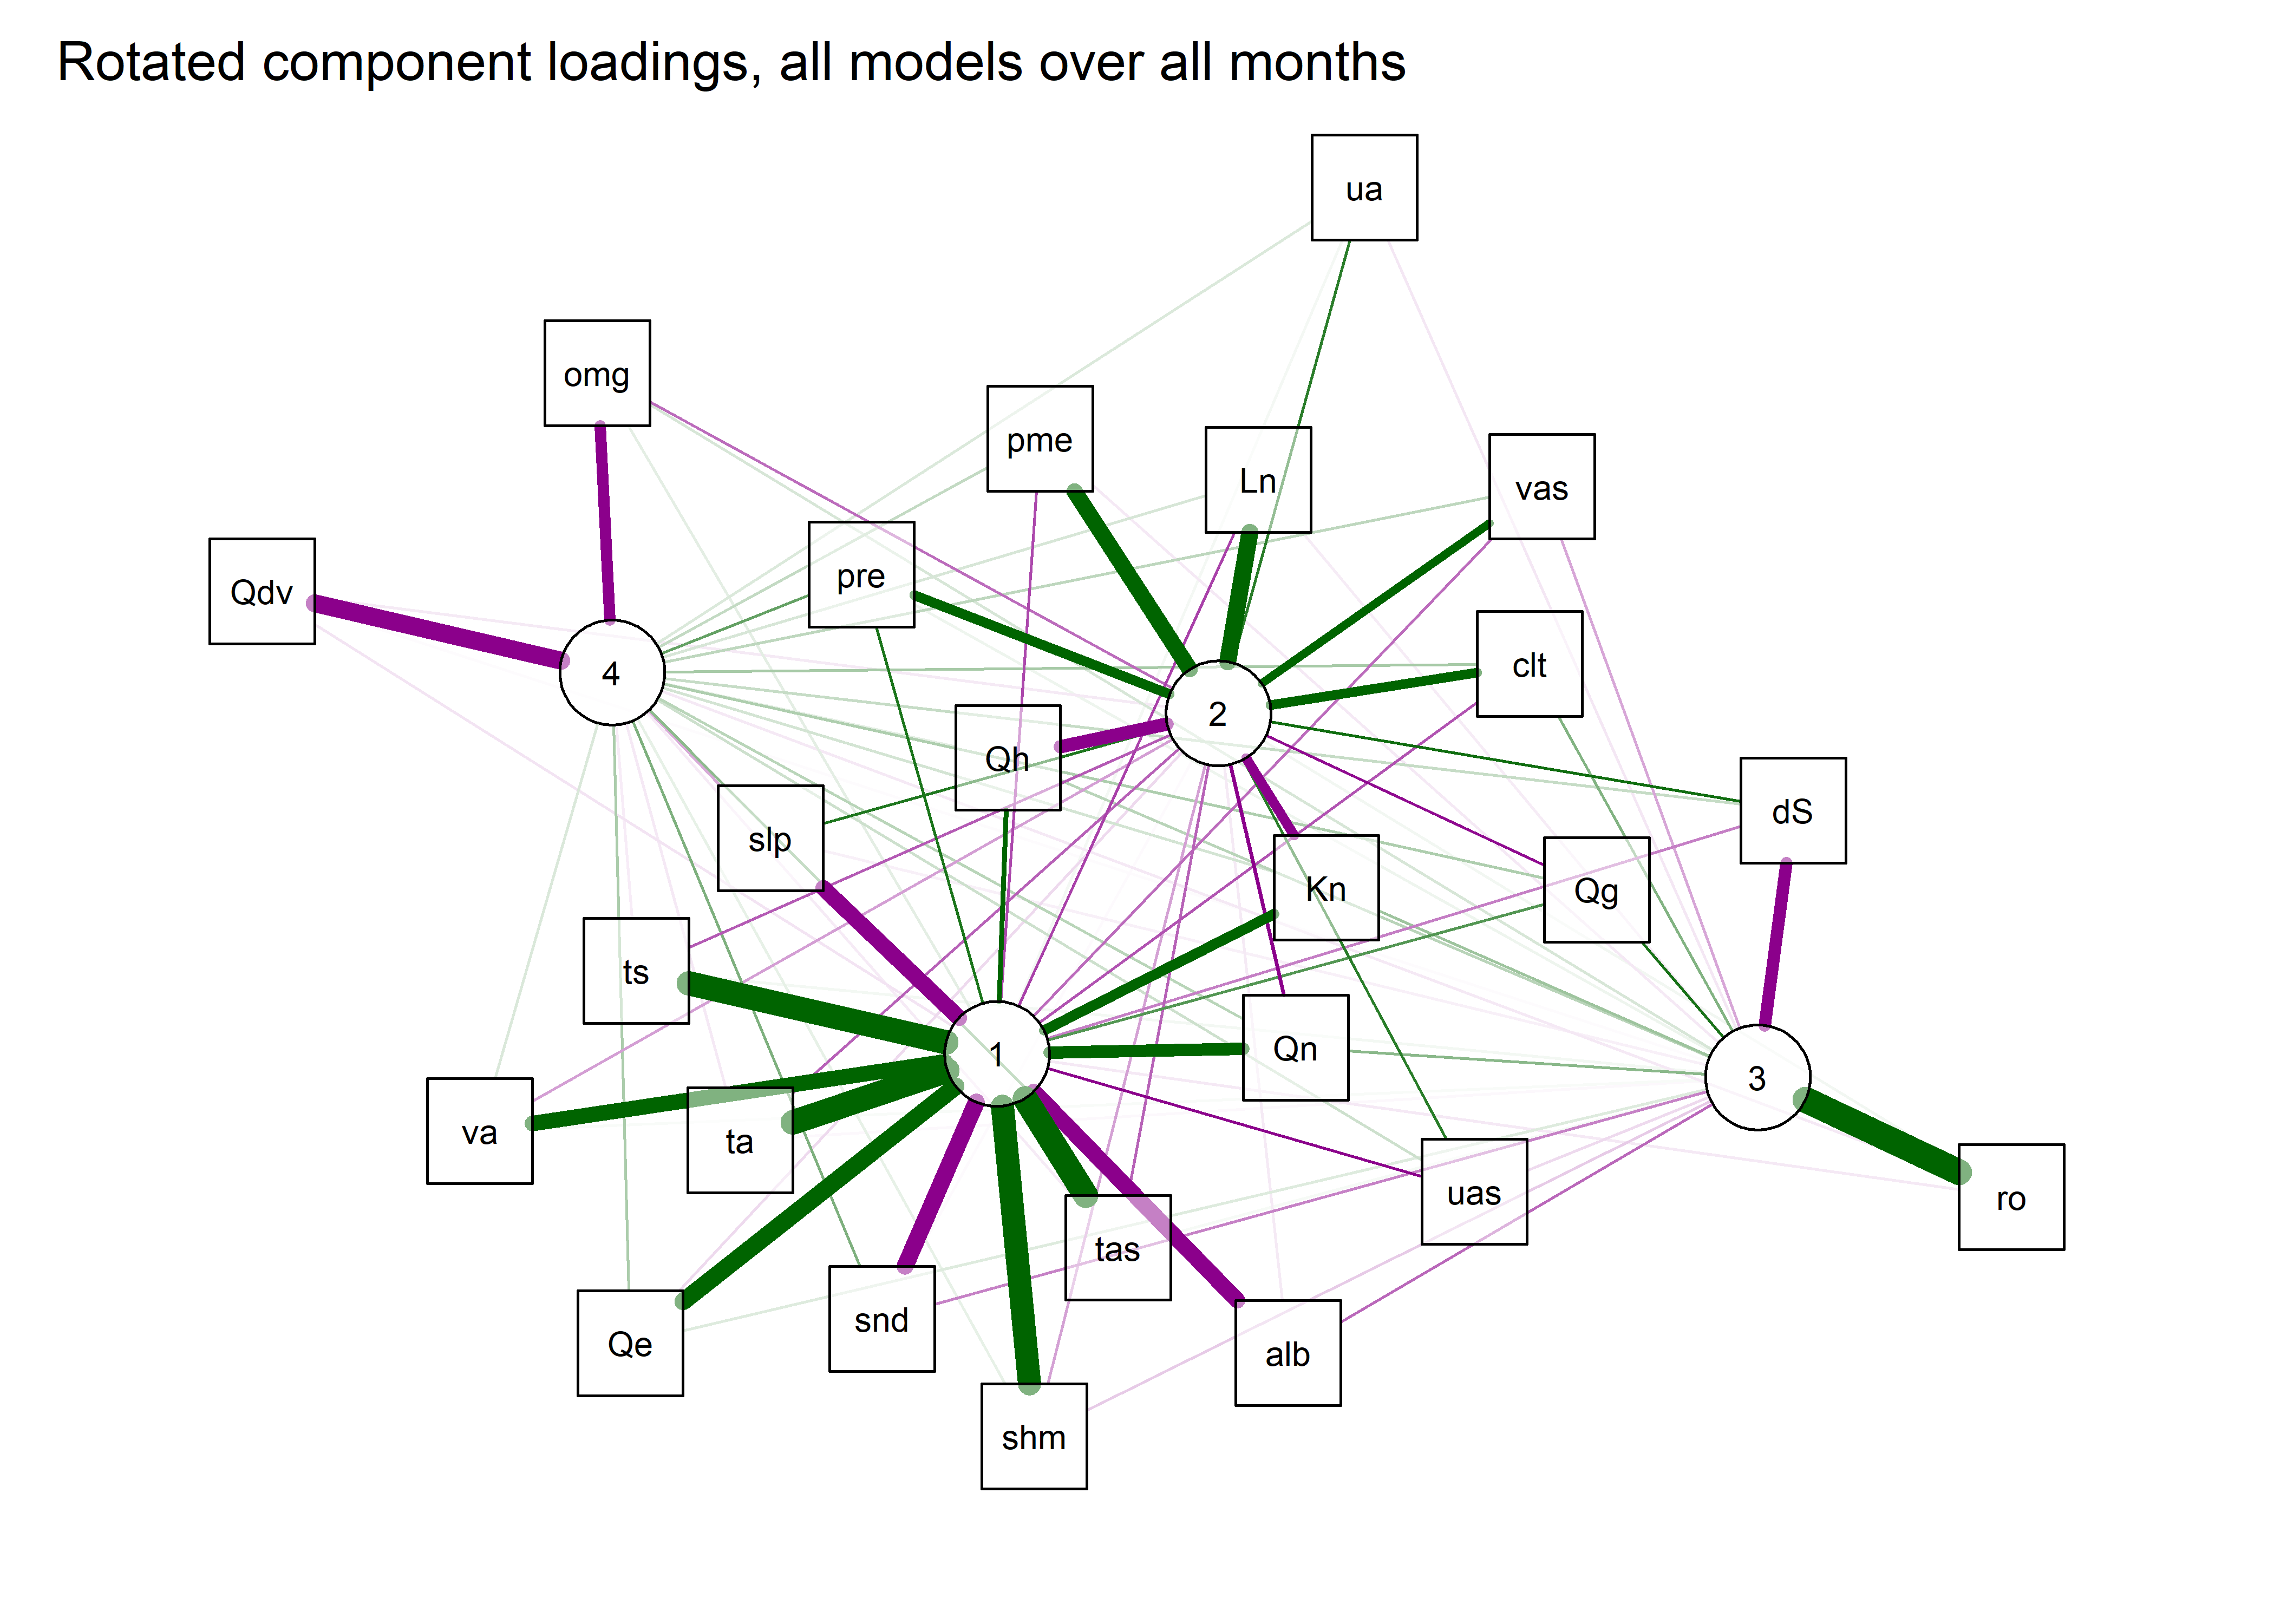 Rotated component loadings, all models over all months
ua
omg
pme
Ln
vas
pre
Qdv
clt
4
2
Qh
slp
dS
Kn
Qg
ts
1
Qn
3
va
ta
uas
ro
tas
snd
Qe
alb
shm